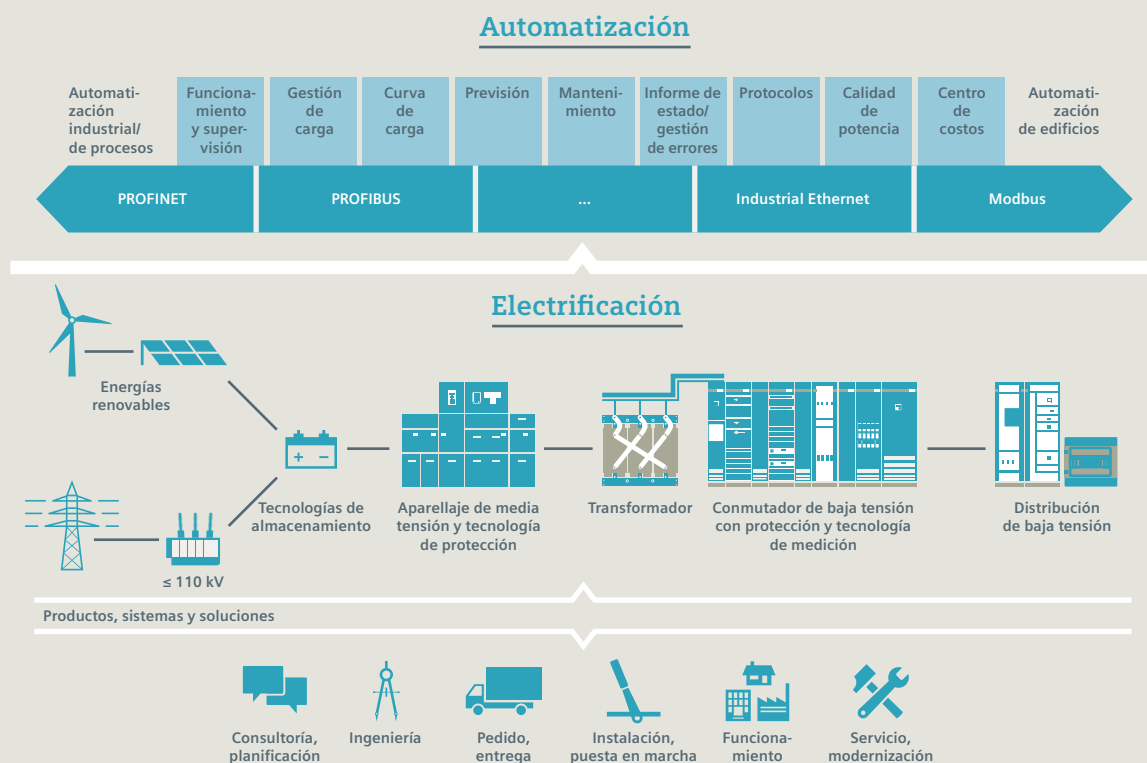 Automatización
Automati-
zación
industrial/
de procesos
Funciona-
miento
y super-
visión
Gestión
de
carga
Curva
de
carga
Previsión
Manteni-
miento
Informe de
estado/
gestión
de errores
Protocolos
Calidad
de
potencia
Centro
de
costos
Automati-
zación
de edificios
PROFINET
PROFIBUS
...
Industrial Ethernet
Modbus
Electrificación
Energías
renovables
≤ 110 kV
Tecnologías de
almacenamiento
Aparellaje de media
tensión y tecnología
de protección
Transformador
Conmutador de baja tensión
con protección y tecnología
de medición
Distribución
de baja tensión
Productos, sistemas y soluciones
Consultoría,
planificación
Ingeniería
Pedido,
entrega
Instalación,
puesta en marcha
Funciona-
miento
Servicio,
modernización